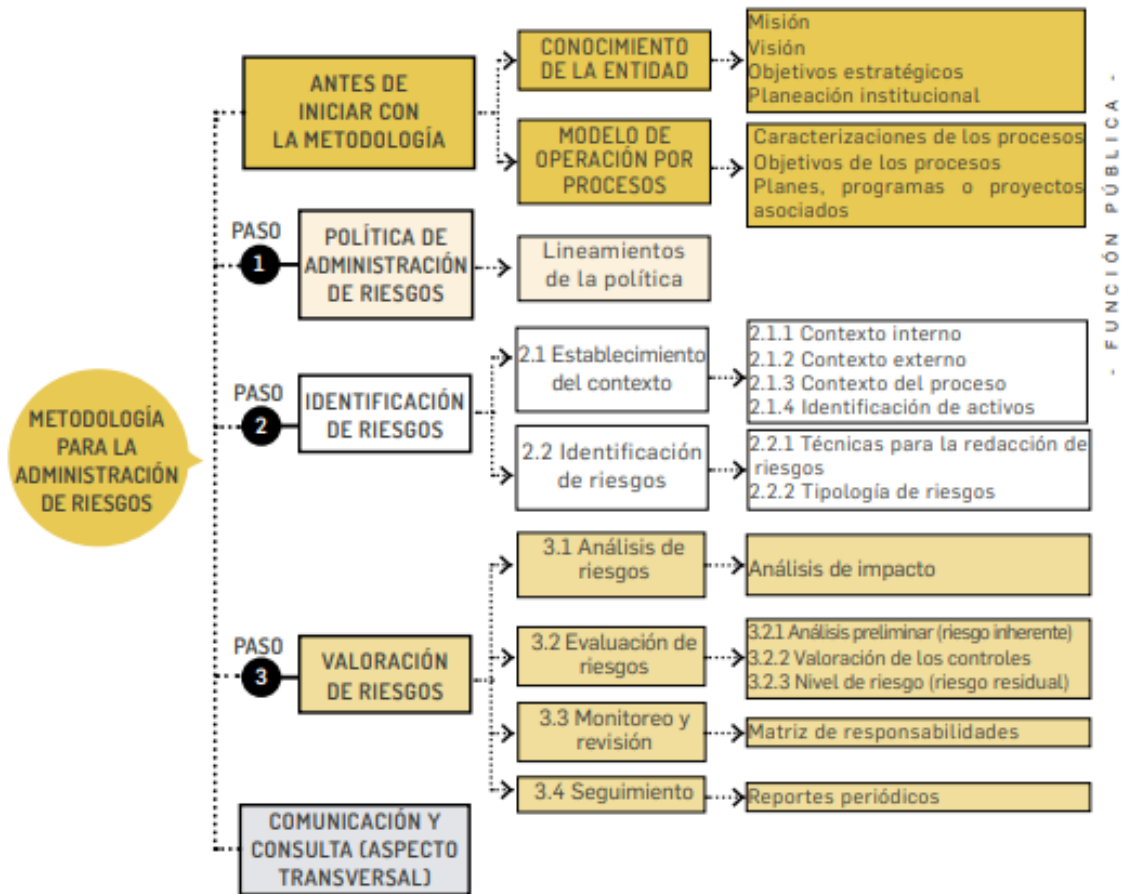 METODOLOGÍA
PARA LA
ADMINISTRACIÓN
DE RIESGOS
ANTES DE
INICIAR CON
LA METODOLOGÍA
CONOCIMIENTO
DE LA ENTIDAD
Misión
Visión
Objetivos estratégicos
Planeación institucional
MODELO DE
OPERACIÓN POR
PROCESOS
Caracterizaciones de los procesos
Objetivos de los procesos
Planes, programas o proyectos
asociados
PASO
1
POLÍTICA DE
ADMINISTRACIÓN
DE RIESGOS
Lineamientos
de la política
PASO
2
IDENTIFICACIÓN
DE RIESGOS
2.1 Establecimiento
del contexto
2.1.1 Contexto interno
2.1.2 Contexto externo
2.1.3 Contexto del proceso
2.1.4 Identificación de activos
2.2 Identificación
de riesgos
2.2.1 Técnicas para la redacción de
riesgos
2.2.2 Tipología de riesgos
PASO
3
VALORACIÓN
DE RIESGOS
3.1 Análisis de
riesgos
Análisis de impacto
3.2 Evaluación de
riesgos
3.2.1 Análisis preliminar (riesgo inherente)
3.2.2 Valoración de los controles
3.2.3 Nivel de riesgo (riesgo residual)
3.3 Monitoreo y
revisión
Matriz de responsabilidades
3.4 Seguimiento
Reportes periódicos
COMUNICACIÓN Y
CONSULTA (ASPECTO
TRANSVERSAL)
- FUNCIÓN PÚBLICA -